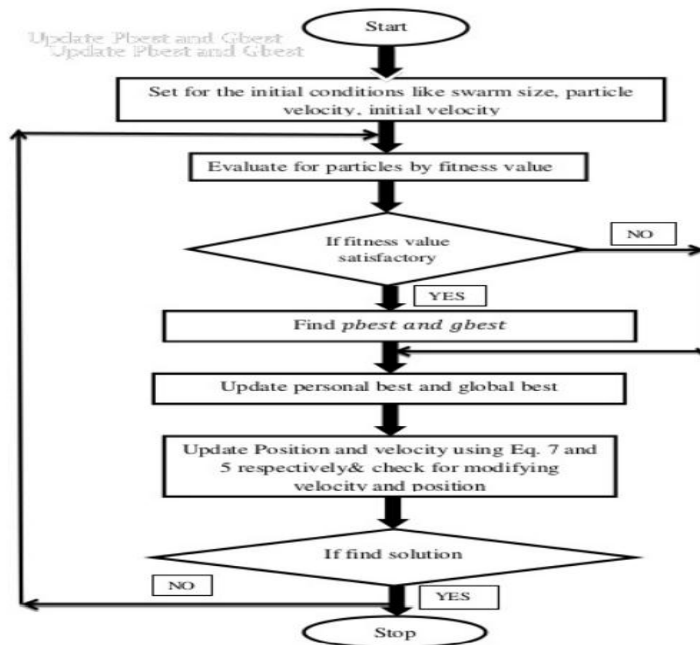 Start
Update Pbest and Gbest
Update Pbest and Gbest
Set for the initial conditions like swarm size, particle
velocity, initial velocity
Evaluate for particles by fitness value
If fitness value
satisfactory
NO
YES
Find pbest and gbest
Update personal best and global best
Update Position and velocity using Eq. 7 and
5 respectively& check for modifying
velocity and position
If find solution
NO
YES
Stop